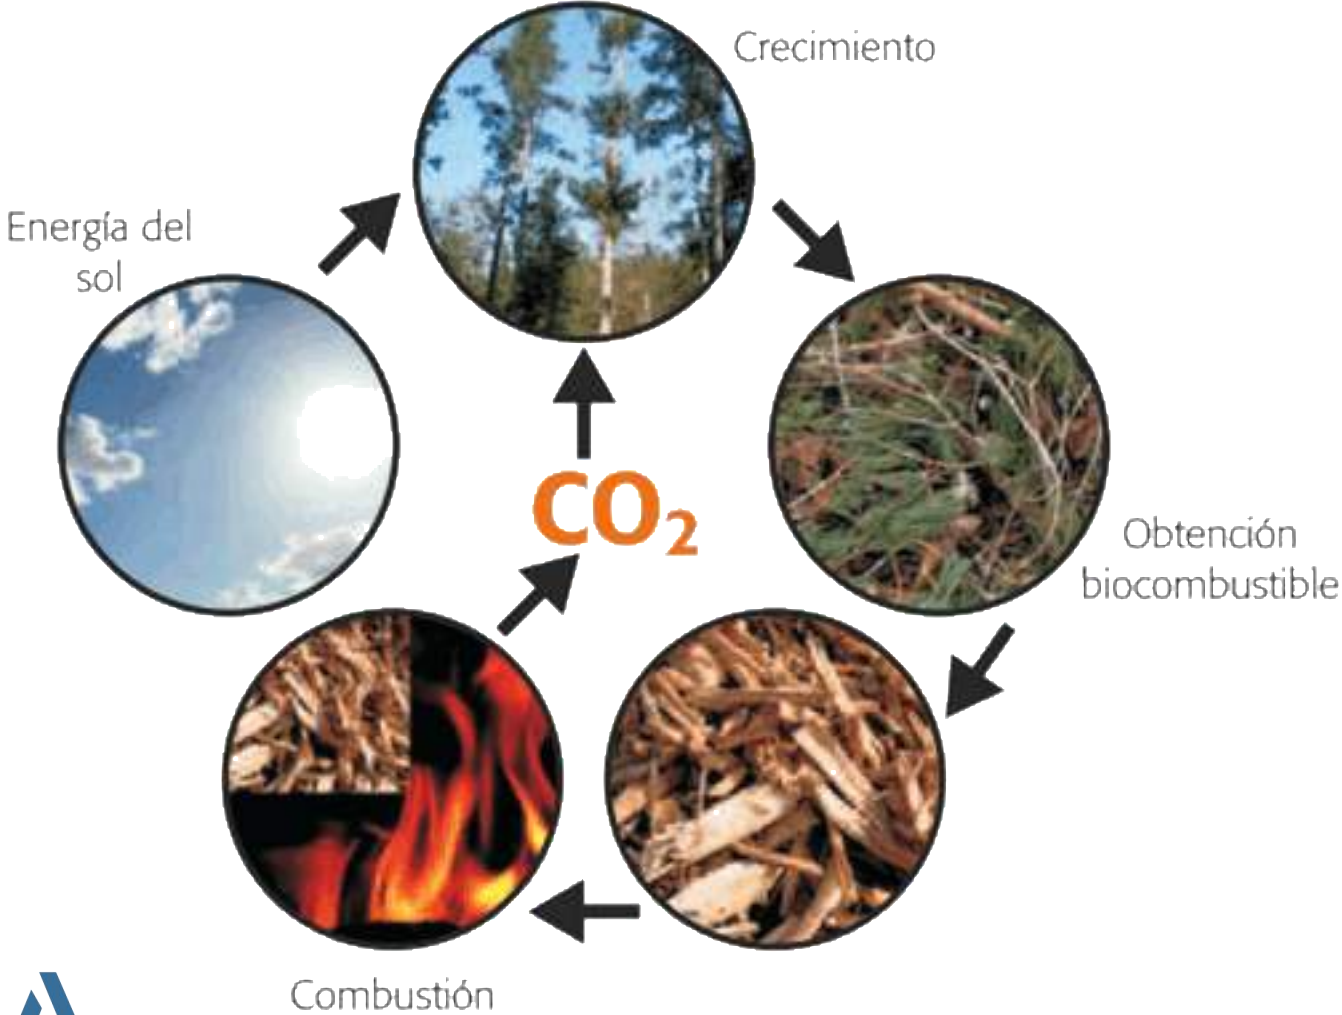 Crecimiento
Energía del
sol
CO₂
Obtención
biocombustible
Combustión